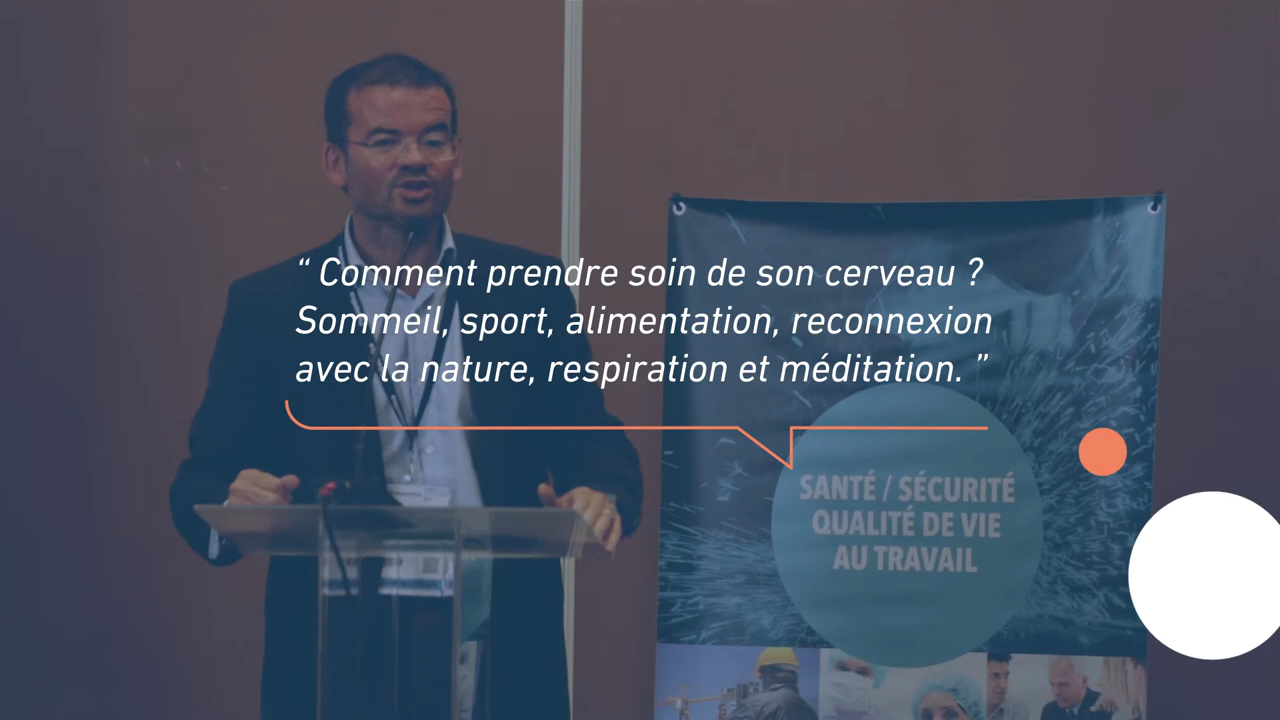 “ Comment prendre soin de son cerveau ?
Sommeil, sport, alimentation, reconnexion
avec la nature, respiration et méditation. ”
SANTÉ / SÉCURITÉ
QUALITÉ DE VIE
AU TRAVAIL